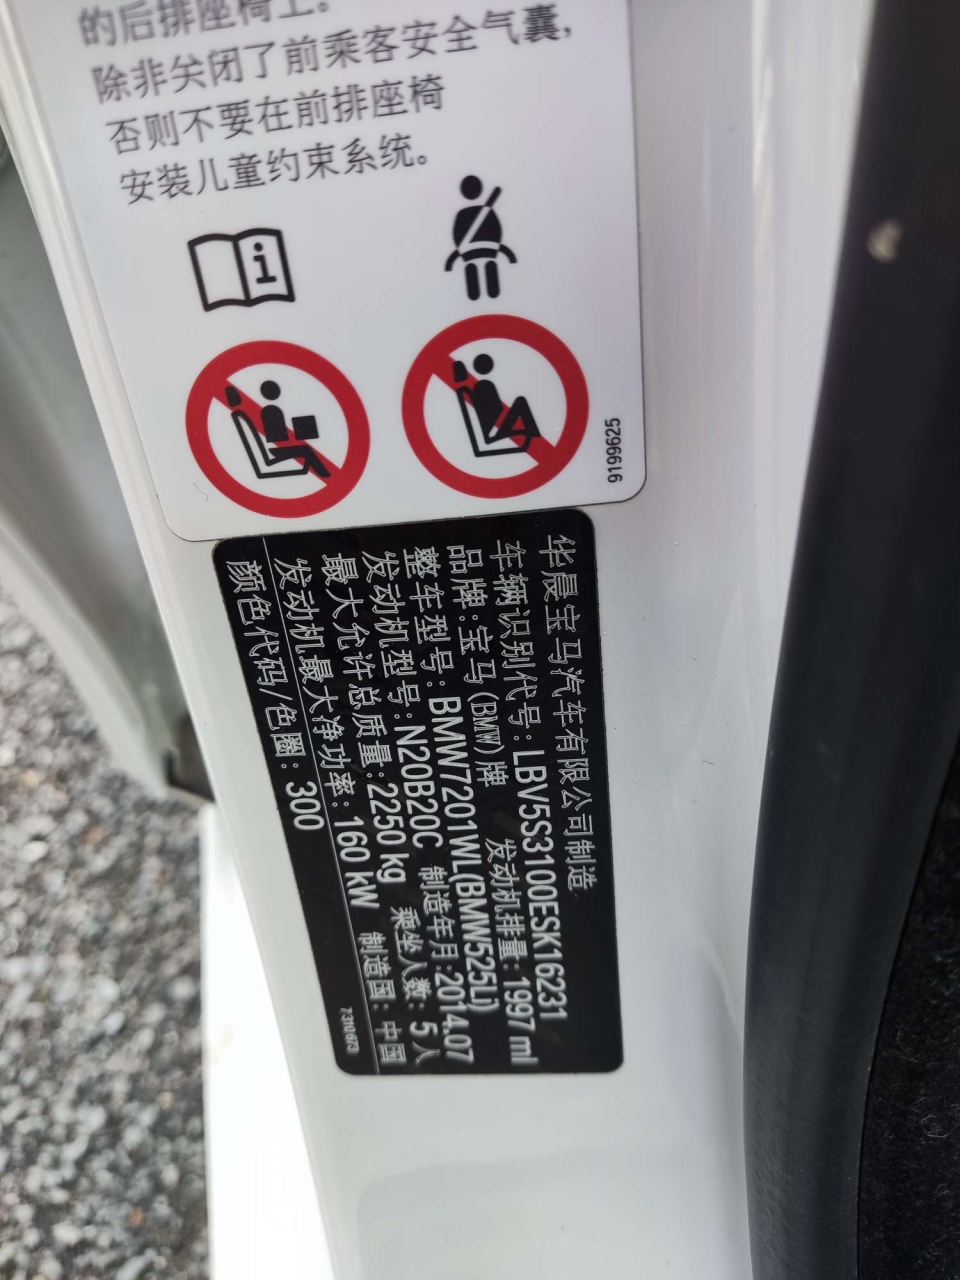 的后排座椅上。
除非关闭了前乘客安全气囊,
否则不要在前排座椅
安装儿童约束系统。
9199625
华晨宝马汽车有限公司制造
车辆识别代号: LBV5S3100ESK16231
品牌: 宝马(BMW)牌 发动机排量: 1997 ml
整车型号: BMW7201WL(BMW525Li)
发动机型号: N20B20C 制造年月: 2014.07
最大允许总质量: 2250 kg 乘坐人数: 5人
发动机最大净功率: 160 kW 制造国: 中国
颜色代码/色圈: 300